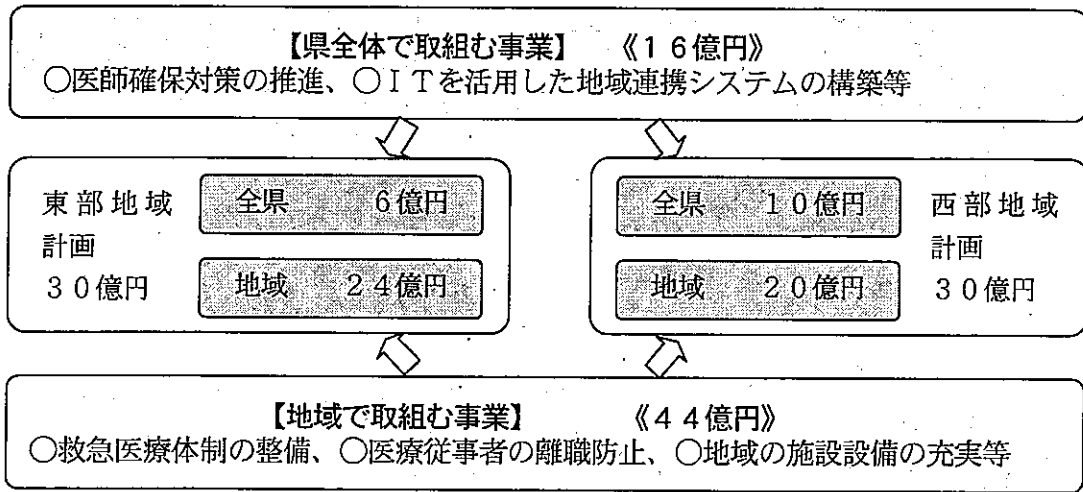 【県全体で取組む事業】 《１６億円》
○医師確保対策の推進、○ＩＴを活用した地域連携システムの構築等
東部地域
計画
３０億円
全県 ６億円
地域 ２４億円
全県 １０億円
地域 ２０億円
西部地域
計画
３０億円
【地域で取組む事業】 《４４億円》
○救急医療体制の整備、○医療従事者の離職防止、○地域の施設設備の充実等